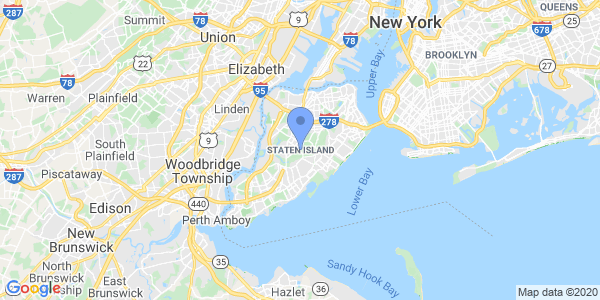 287
Summit
78
New York
QUEENS
25
Union
78
678
9
22
Elizabeth
BROOKLYN
78
Upper Bay
27
Warren
Plainfield
95
Linden
278
South
Plainfield
9
STATEN ISLAND
Woodbridge
Township
287
Piscataway
Lower Bay
440
Edison
Perth Amboy
New
Brunswick
35
North
Brunswick
East
Brunswick
Sandy Hook Bay
36
Hazlet
Google
Map data ©2020